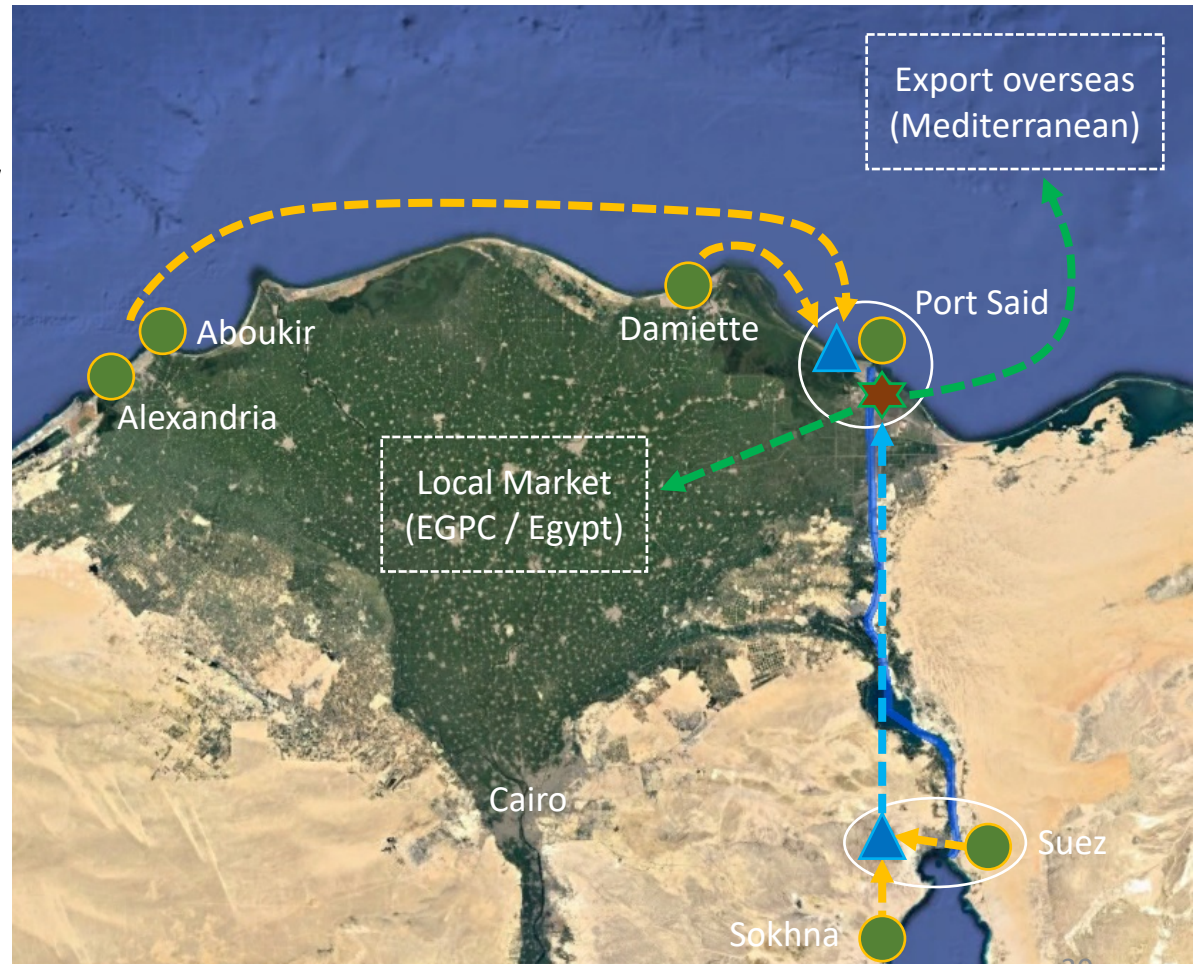 Export overseas
(Mediterranean)
Port Said
Aboukir
Damiette
Alexandria
Local Market
(EGPC / Egypt)
Cairo
Suez
Sokhna